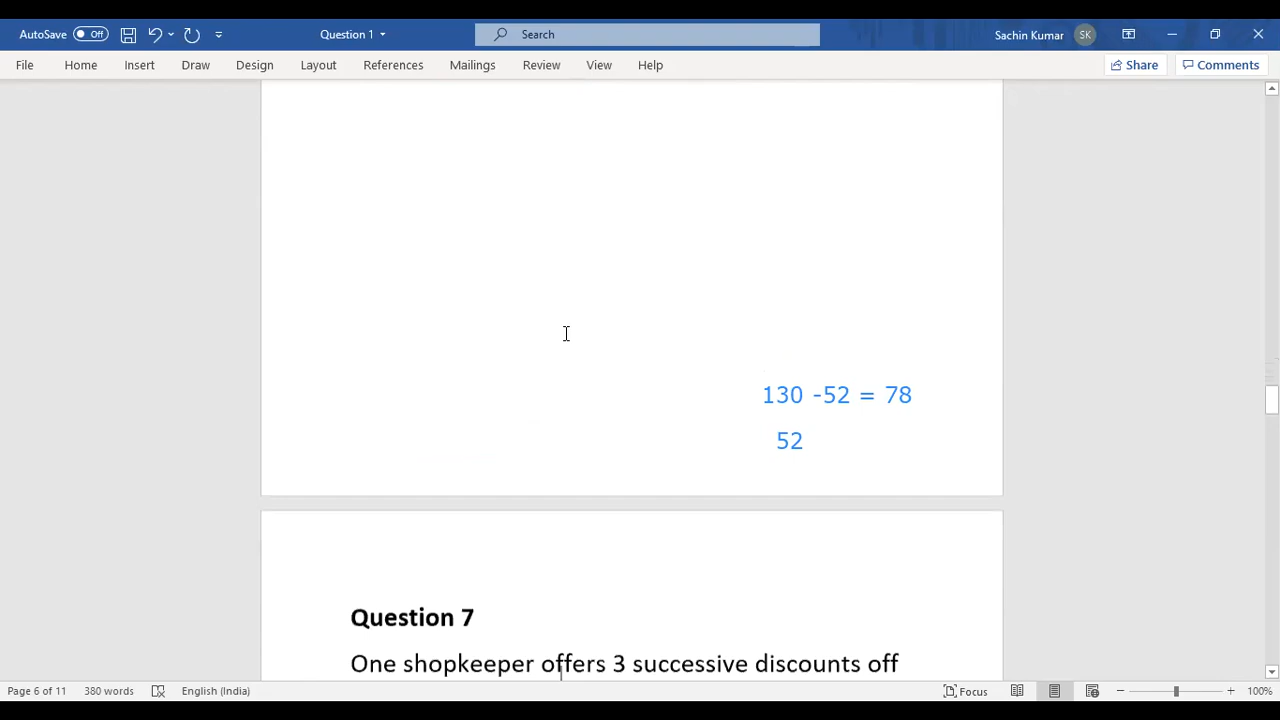 AutoSave Off Question 1 Search Sachin Kumar SK
File Home Insert Draw Design Layout References Mailings Review View Help Share Comments
130 -52 = 78
52
Question 7
One shopkeeper offers 3 successive discounts off
Page 6 of 11 380 words English (India) Focus 100%